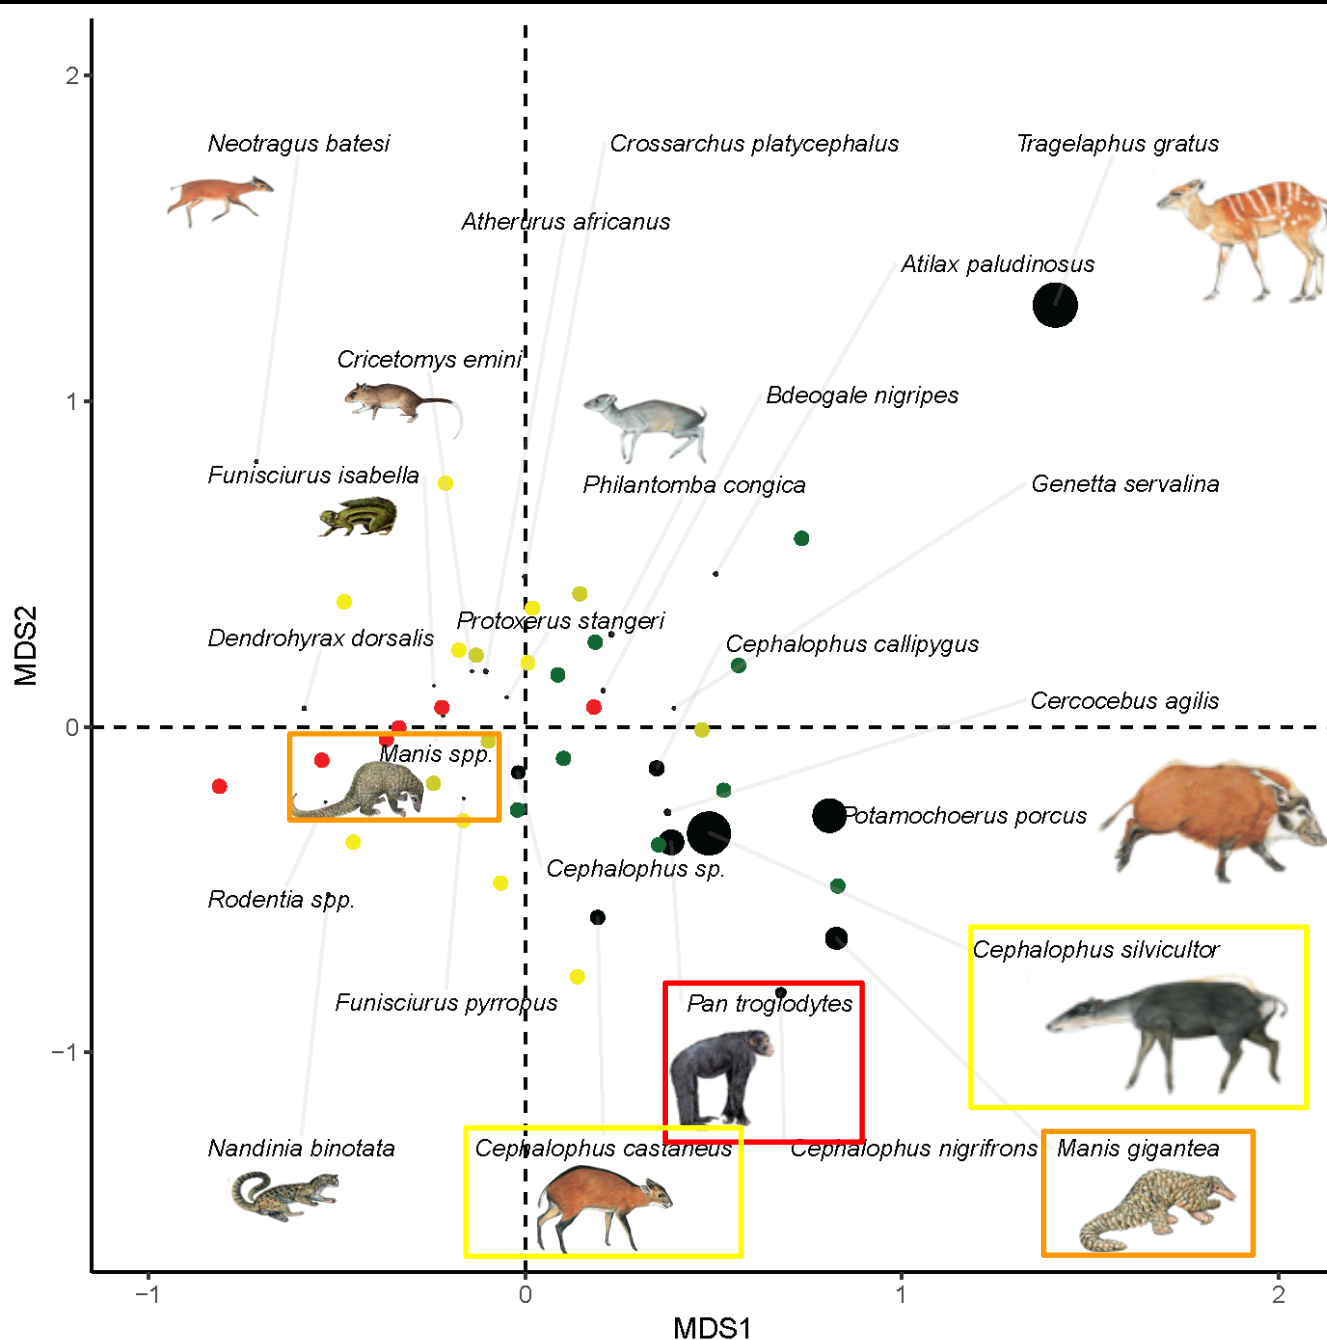 2
Neotragus batesi
Crossarchus platycephalus
Tragelaphus gratus
Atherurus africanus
Atilax paludinosus
Cricetomys emini
1
Bdeogale nigripes
Funisciurus isabella
Philantomba congica
Genetta servalina
Protoxerus stangeri
Dendrohyrax dorsalis
Cephalophus callipygus
MDS2
Cercocebus agilis
0
Manis spp.
Potamochoerus porcus
Cephalophus sp.
Rodentia spp.
Cephalophus silvicultor
Funisciurus pyrropus
Pan troglodytes
−1
Nandinia binotata
Cephalophus castaneus
Cephalophus nigrifrons
Manis gigantea
−1
0
1
2
MDS1